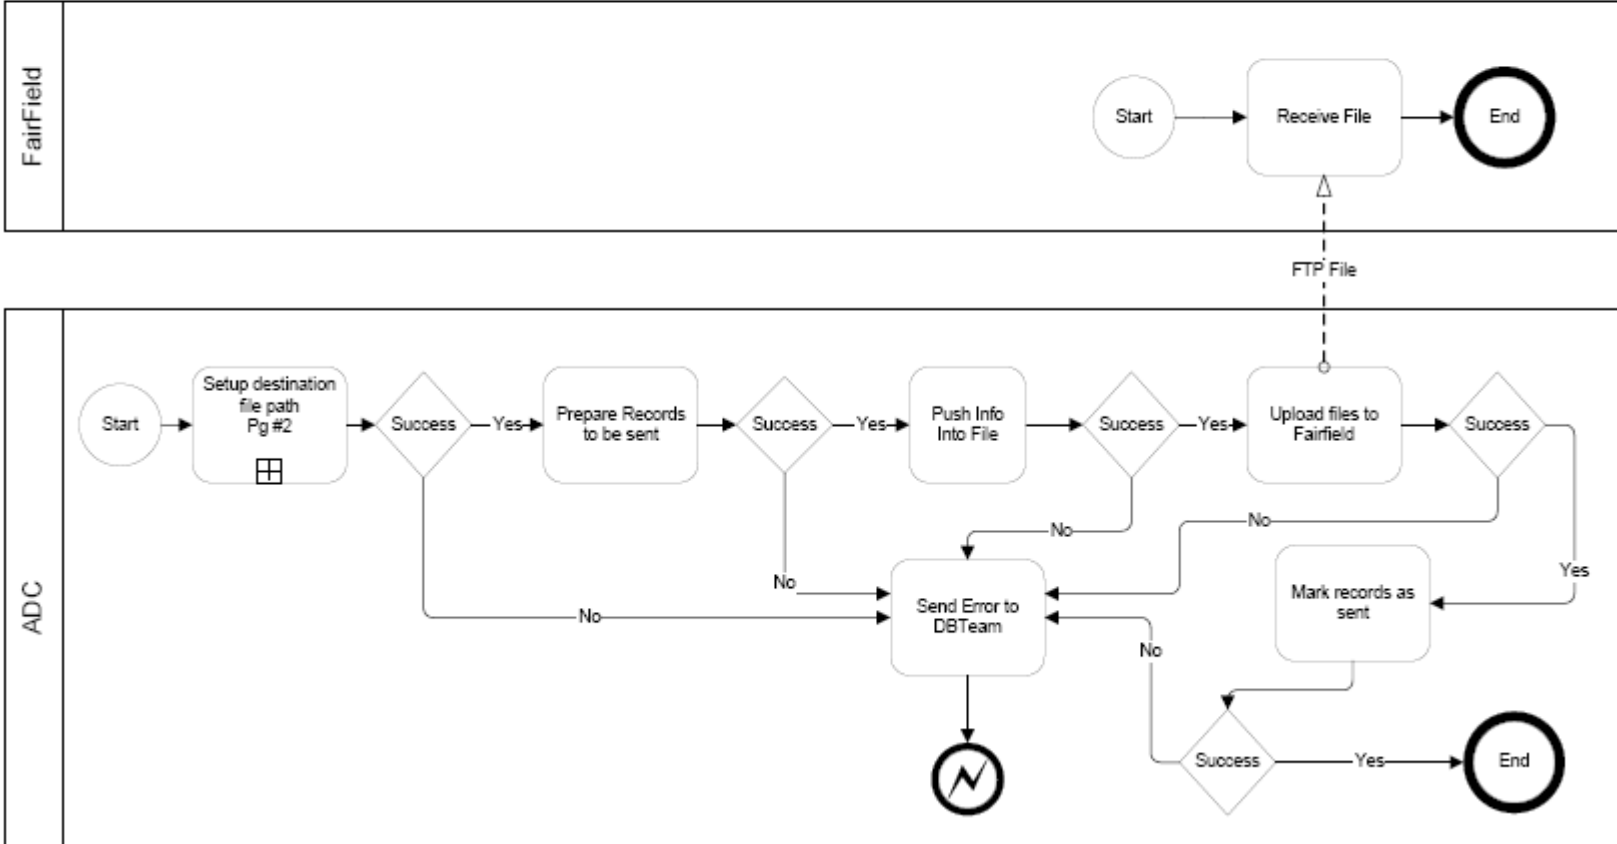 FairField
Start
Receive File
End
FTP File
ADC
Start
Setup destination
file path
Pg #2
Success
Yes
Prepare Records
to be sent
Success
Yes
Push Info
Into File
Success
Yes
Upload files to
Fairfield
Success
No
No
Yes
No
Mark records as
sent
No
Send Error to
DBTeam
No
Success
Yes
End